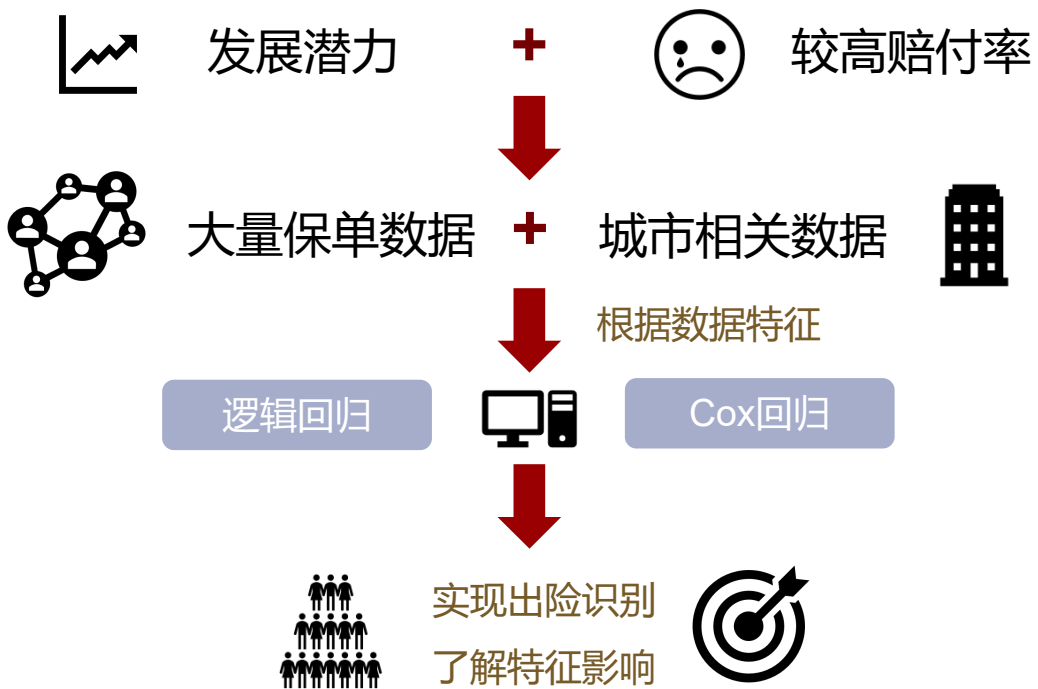 发展潜力 + 较高赔付率
大量保单数据 + 城市相关数据
根据数据特征
逻辑回归 Cox回归
实现出险识别
了解特征影响